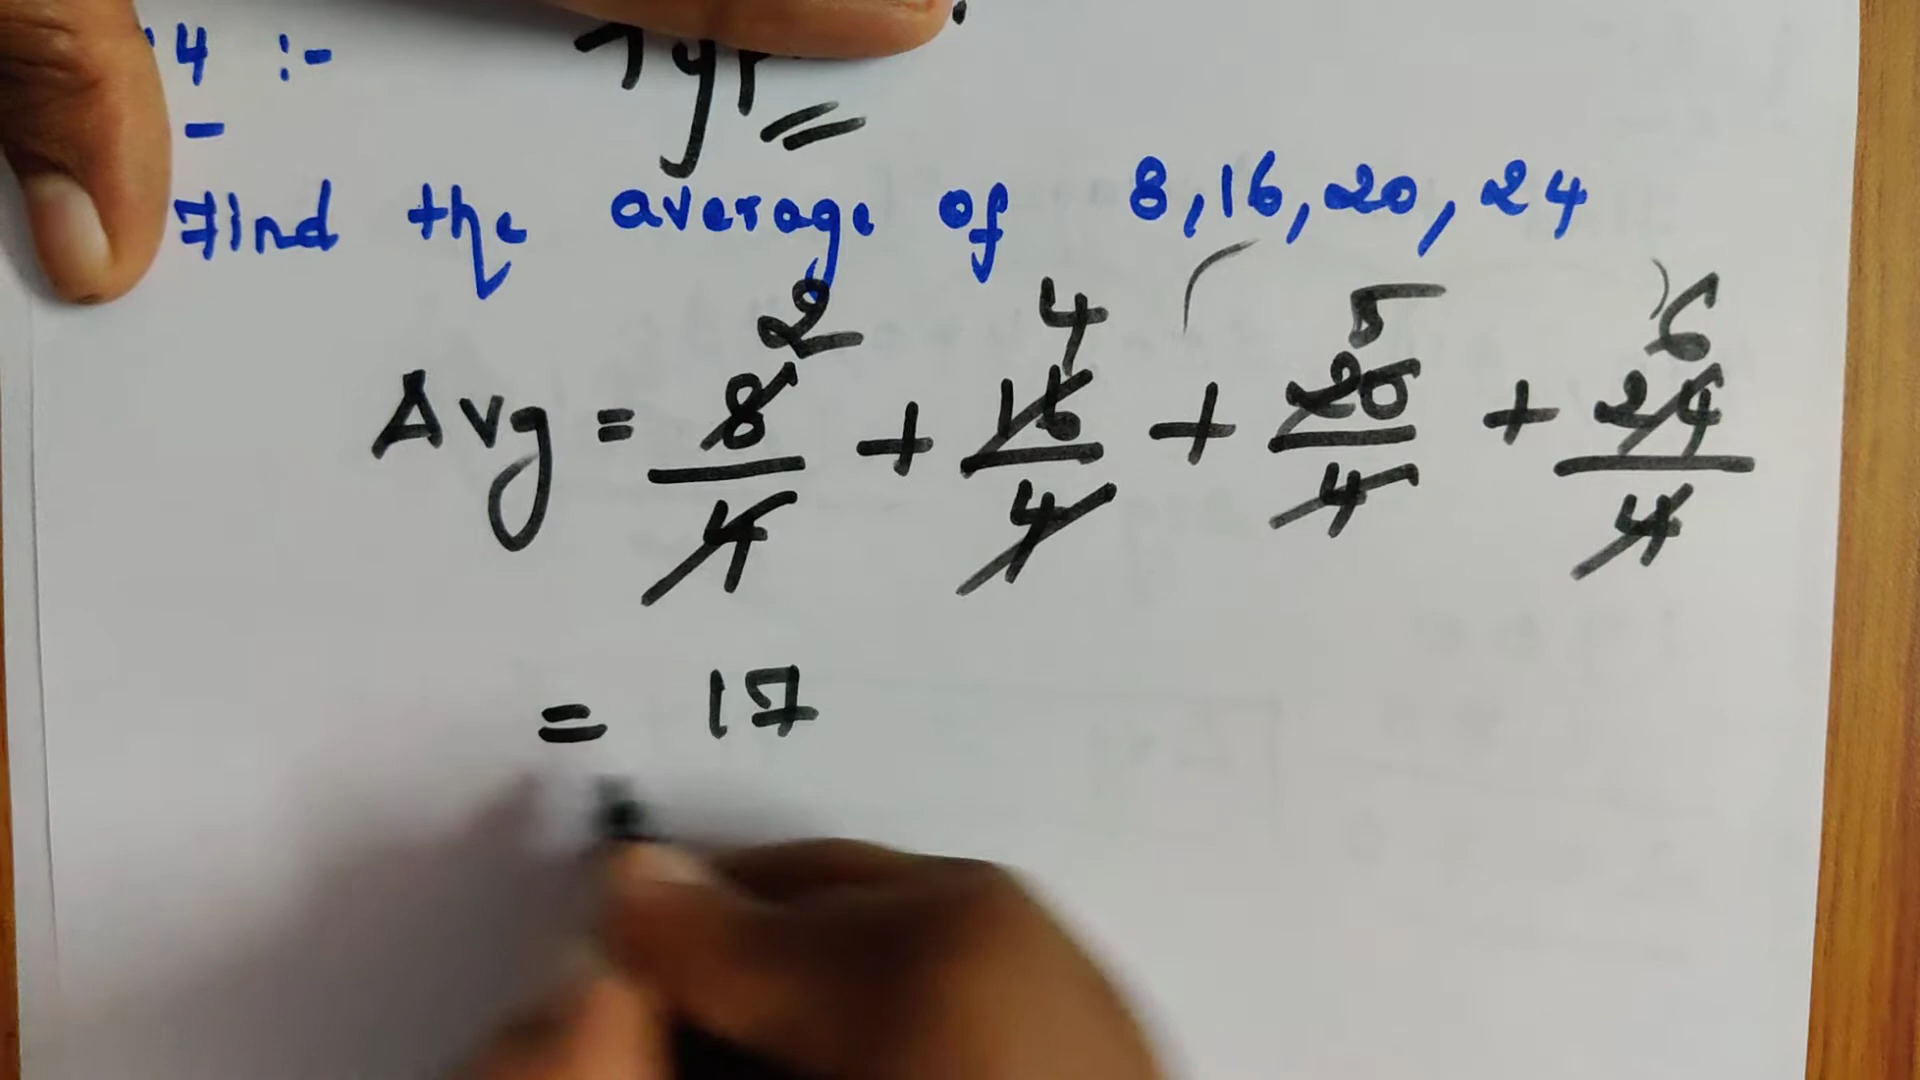 4 :-
Find the average of 8,16,20,24
2 4 5 6
Avg = 8/4 + 16/4 + 20/4 + 24/4
= 17